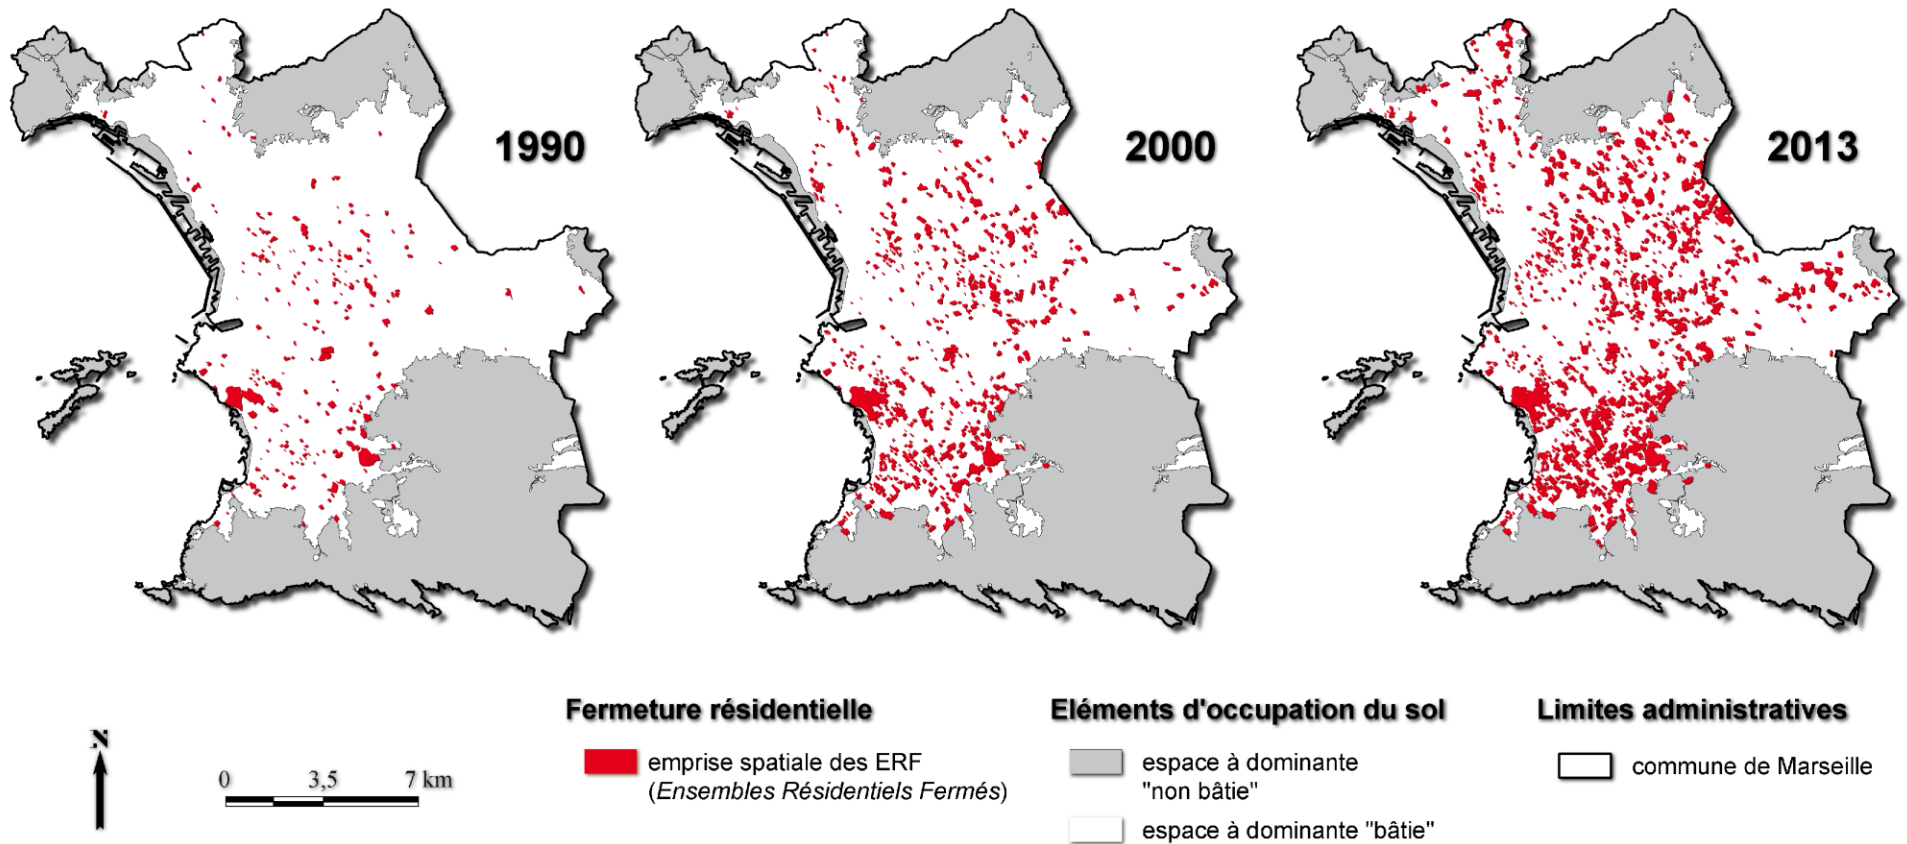 1990
2000
2013
N
0 3,5 7 km
Fermeture résidentielle
emprise spatiale des ERF
(Ensembles Résidentiels Fermés)
Eléments d'occupation du sol
espace à dominante
"non bâtie"
espace à dominante "bâtie"
Limites administratives
commune de Marseille